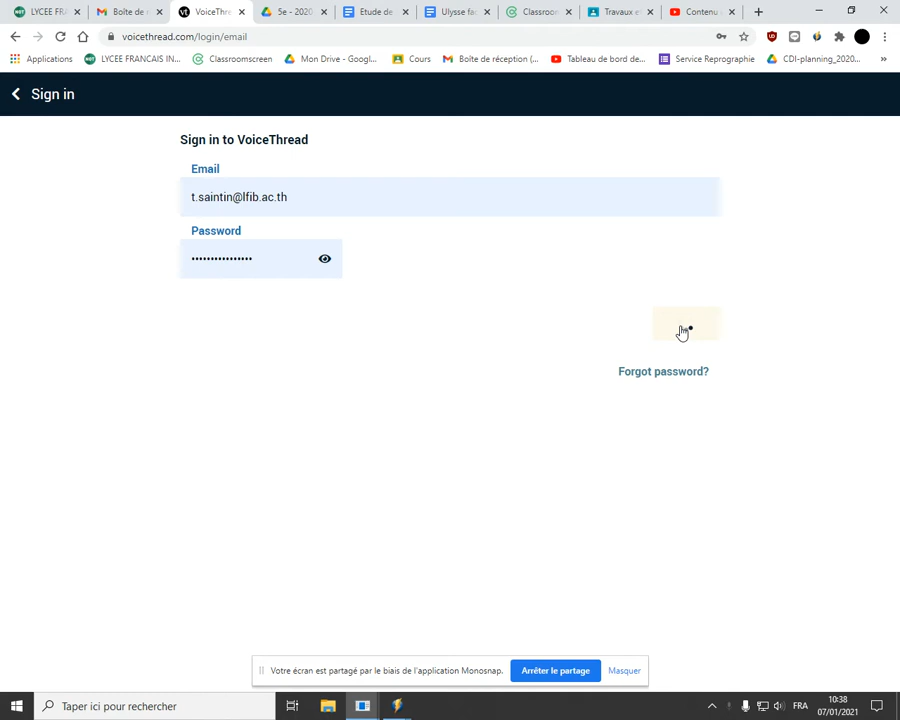 LYCEE FRA
Boîte de r
VoiceThre
5e - 2020
Etude de
Ulysse fa
Classroom
Travaux e
Contenu
voicethread.com/login/email
Applications
LYCEE FRANCAIS IN...
Classroomscreen
Mon Drive - Googl...
Cours
Boîte de réception (...
Tableau de bord de...
Service Reprographie
CDI-planning_2020...
»
Sign in
Sign in to VoiceThread
Email
t.saintin@lfib.ac.th
Password
••••••••••••••••
Forgot password?
Votre écran est partagé par le biais de l'application Monosnap.
Arrêter le partage
Masquer
Taper ici pour rechercher
FRA
10:38
07/01/2021